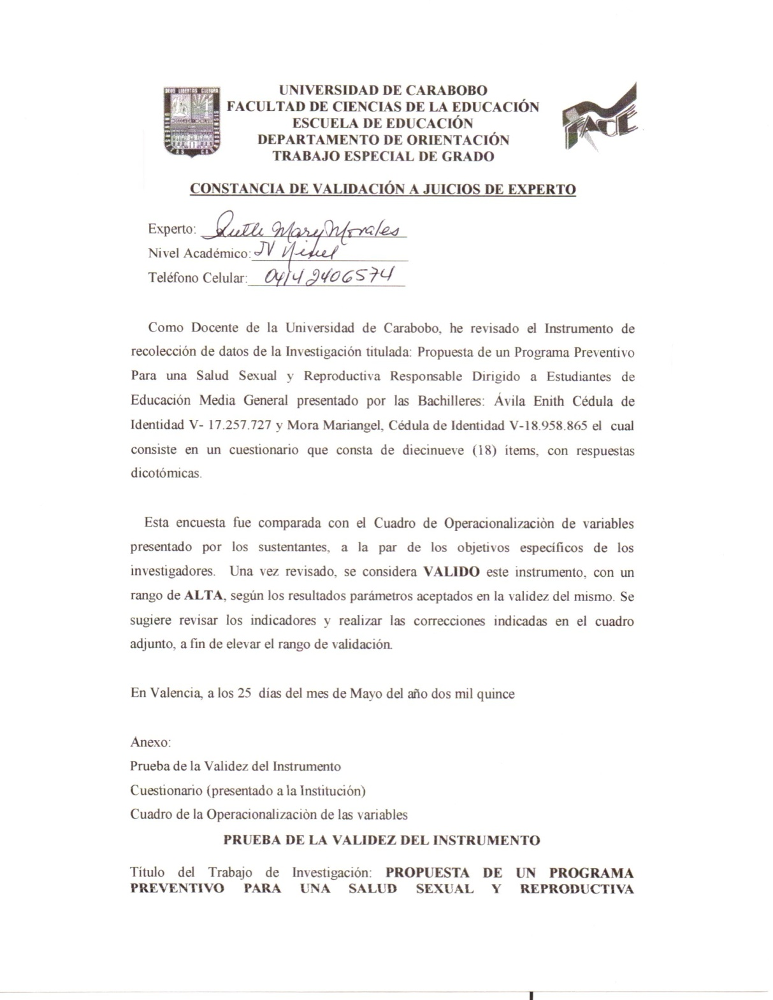 UNIVERSIDAD DE CARABOBO
FACULTAD DE CIENCIAS DE LA EDUCACIÓN
ESCUELA DE EDUCACIÓN
DEPARTAMENTO DE ORIENTACIÓN
TRABAJO ESPECIAL DE GRADO
DEUS LIBERTAS CULTURA
FACE
CONSTANCIA DE VALIDACIÓN A JUICIOS DE EXPERTO
Experto: Ruth Mary Morales
Nivel Académico: IV Nivel
Teléfono Celular: 04142406574
Como Docente de la Universidad de Carabobo, he revisado el Instrumento de
recolección de datos de la Investigación titulada: Propuesta de un Programa Preventivo
Para una Salud Sexual y Reproductiva Responsable Dirigido a Estudiantes de
Educación Media General presentado por las Bachilleres: Ávila Enith Cédula de
Identidad V- 17.257.727 y Mora Mariangel, Cédula de Identidad V-18.958.865 el cual
consiste en un cuestionario que consta de diecinueve (18) ítems, con respuestas
dicotómicas.
Esta encuesta fue comparada con el Cuadro de Operacionalizaciòn de variables
presentado por los sustentantes, a la par de los objetivos específicos de los
investigadores. Una vez revisado, se considera VALIDO este instrumento, con un
rango de ALTA, según los resultados parámetros aceptados en la validez del mismo. Se
sugiere revisar los indicadores y realizar las correcciones indicadas en el cuadro
adjunto, a fin de elevar el rango de validación.
En Valencia, a los 25 días del mes de Mayo del año dos mil quince
Anexo:
Prueba de la Validez del Instrumento
Cuestionario (presentado a la Institución)
Cuadro de la Operacionalizaciòn de las variables
PRUEBA DE LA VALIDEZ DEL INSTRUMENTO
Título del Trabajo de Investigación: PROPUESTA DE UN PROGRAMA
PREVENTIVO PARA UNA SALUD SEXUAL Y REPRODUCTIVA